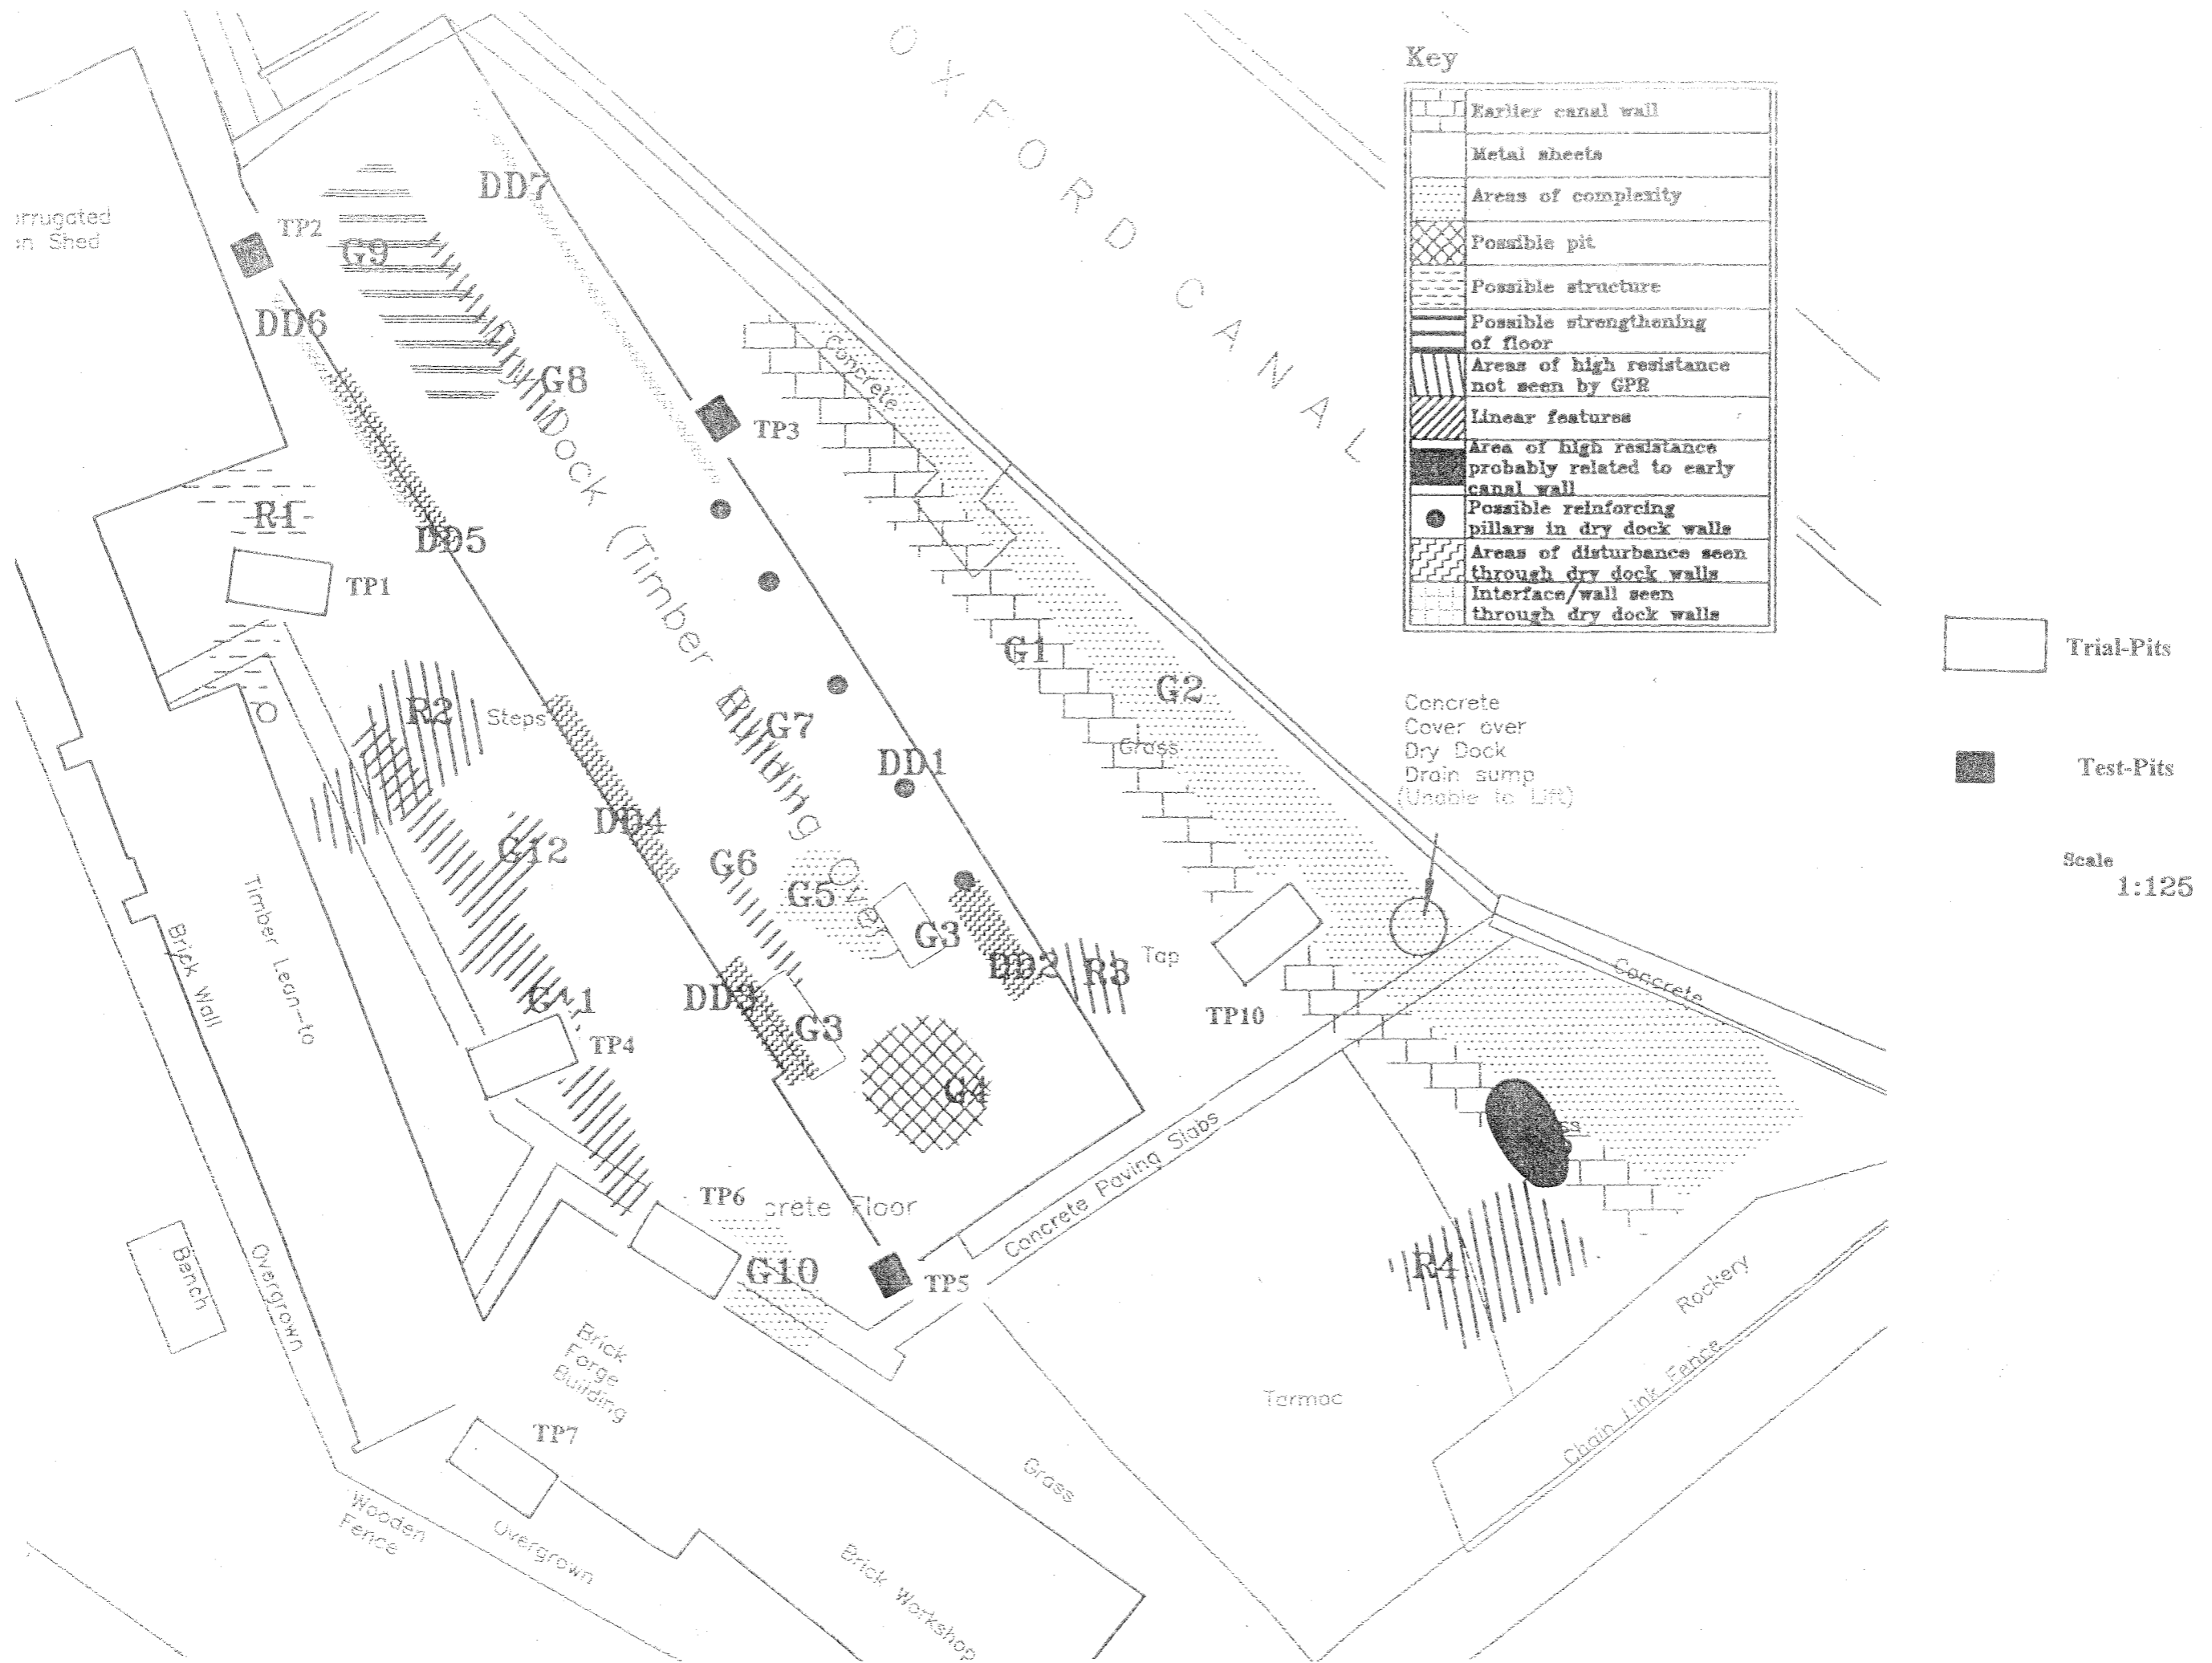 OXFORD CANAL
Key
Earlier canal wall
Metal sheets
Areas of complexity
Possible pit
Possible structure
Possible strengthening
of floor
Areas of high resistance
not seen by GPR
Linear features
Area of high resistance
probably related to early
canal wall
Possible reinforcing
pillars in dry dock walls
Areas of disturbance seen
through dry dock walls
Interface/wall seen
through dry dock walls
Trial-Pits
Test-Pits
Scale
1:125
rrugated
n Shed
TP2
G9
DD7
DD6
G8
Concrete
TP3
Dry Dock (Timber Building Over)
R1
DD5
TP1
G1
G2
R2
Steps
G7
Grass
DD1
Concrete
Cover over
Dry Dock
Drain sump
(Unable to Lift)
DD4
G12
G6
G5
G3
DD2
R3
Tap
Brick Wall
Timber Lean-to
G11
DD3
G3
TP10
Concrete
TP4
G4
ss
Concrete Paving Slabs
TP6
crete Floor
G10
TP5
R4
Bench
Overgrown
Rockery
Brick
Forge
Building
Tarmac
Chain Link Fence
TP7
Grass
Wooden
Fence
Overgrown
Brick Workshop